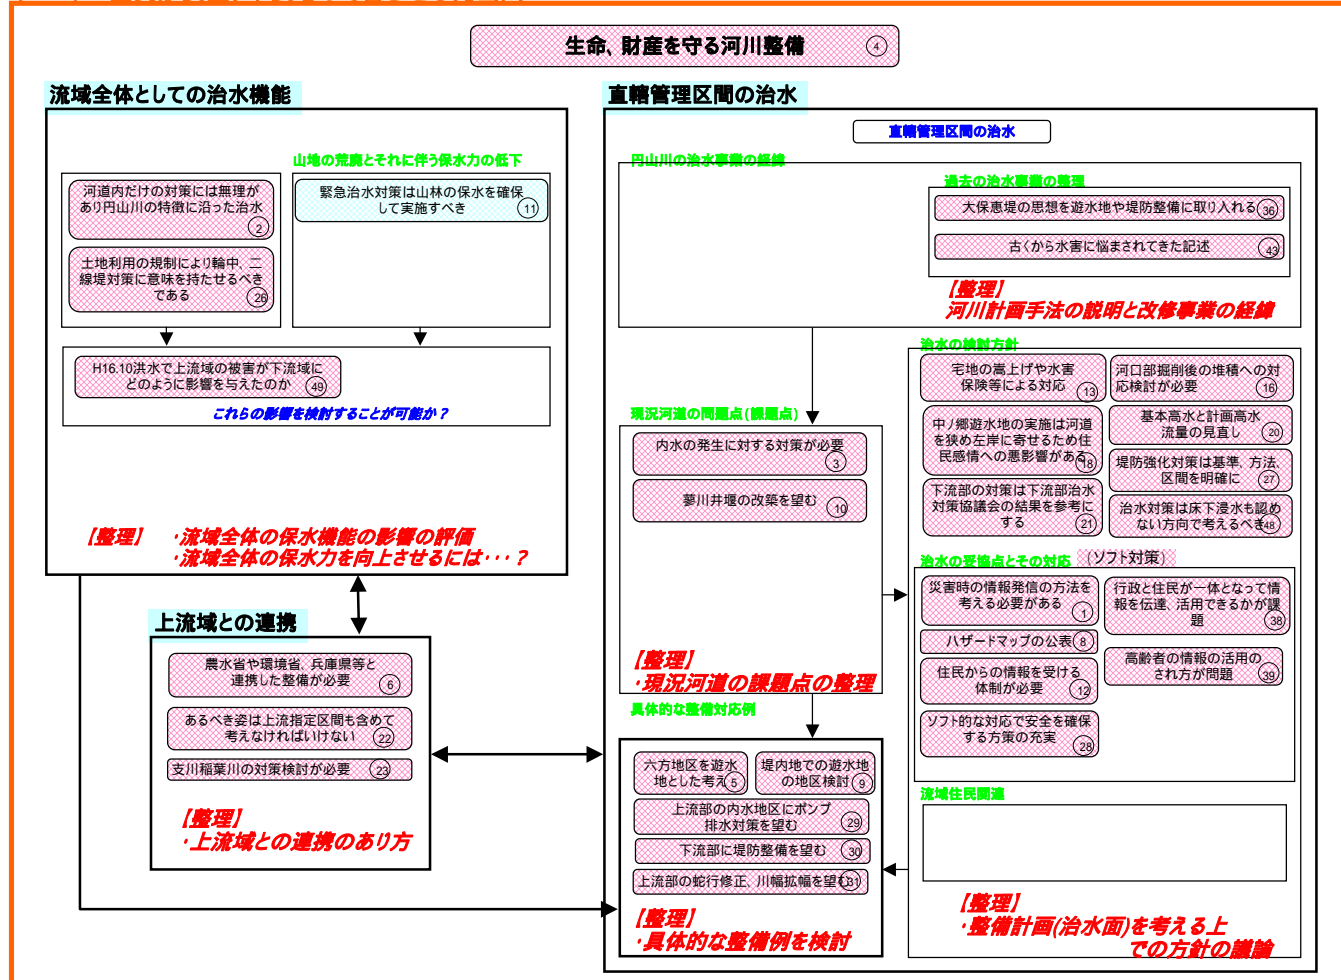 生命、財産を守る河川整備 ④
流域全体としての治水機能
河道内だけの対策には無理が
あり円山川の特徴に沿った治水
②
土地利用の規制により輪中、二
線堤対策に意味を持たせるべき
である ㉖
山地の荒廃とそれに伴う保水力の低下
緊急治水対策は山林の保水を確保
して実施すべき ⑪
H16.10洪水で上流域の被害が下流域に
どのように影響を与えたのか ㊾
これらの影響を検討することが可能か？
【整理】 ・流域全体の保水機能の影響の評価
・流域全体の保水力を向上させるには・・・？
上流域との連携
農水省や環境省、兵庫県等と
連携した整備が必要 ⑥
あるべき姿は上流指定区間も含めて
考えなければいけない ㉒
支川稲葉川の対策検討が必要 ㉓
【整理】
・上流域との連携のあり方
直轄管理区間の治水
直轄管理区間の治水
円山川の治水事業の経緯
過去の治水事業の整理
大保恵堤の思想を遊水地や堤防整備に取り入れる ㊱
古くから水害に悩まされてきた記述 ㊸
【整理】
河川計画手法の説明と改修事業の経緯
現況河道の問題点(課題点)
内水の発生に対する対策が必要
③
蓼川井堰の改築を望む ⑩
【整理】
・現況河道の課題点の整理
具体的な整備対応例
六方地区を遊水
地とした考え ⑤
堤内地での遊水地
の地区検討 ⑨
上流部の内水地区にポンプ
排水対策を望む ㉙
下流部に堤防整備を望む ㉚
上流部の蛇行修正、川幅拡幅を望む ㉛
【整理】
・具体的な整備例を検討
治水の検討方針
宅地の嵩上げや水害
保険等による対応 ⑬
河口部掘削後の堆積への対
応検討が必要 ⑯
中ノ郷遊水地の実施は河道
を狭め左岸に寄せるため住
民感情への悪影響がある ⑱
基本高水と計画高水
流量の見直し ⑳
堤防強化対策は基準、方法、
区間を明確に ㉗
下流部の対策は下流部治水
対策協議会の結果を参考に
する ㉑
治水対策は床下浸水も認め
ない方向で考えるべき ㊽
治水の妥協点とその対応 (ソフト対策)
災害時の情報発信の方法を
考える必要がある ①
行政と住民が一体となって情
報を伝達、活用できるかが課
題 ㊳
ハザードマップの公表 ⑧
住民からの情報を受ける
体制が必要 ⑫
高齢者の情報の活用の
され方が問題 ㊴
ソフト的な対応で安全を確保
する方策の充実 ㉘
流域住民関連
【整理】
・整備計画(治水面)を考える上
での方針の議論